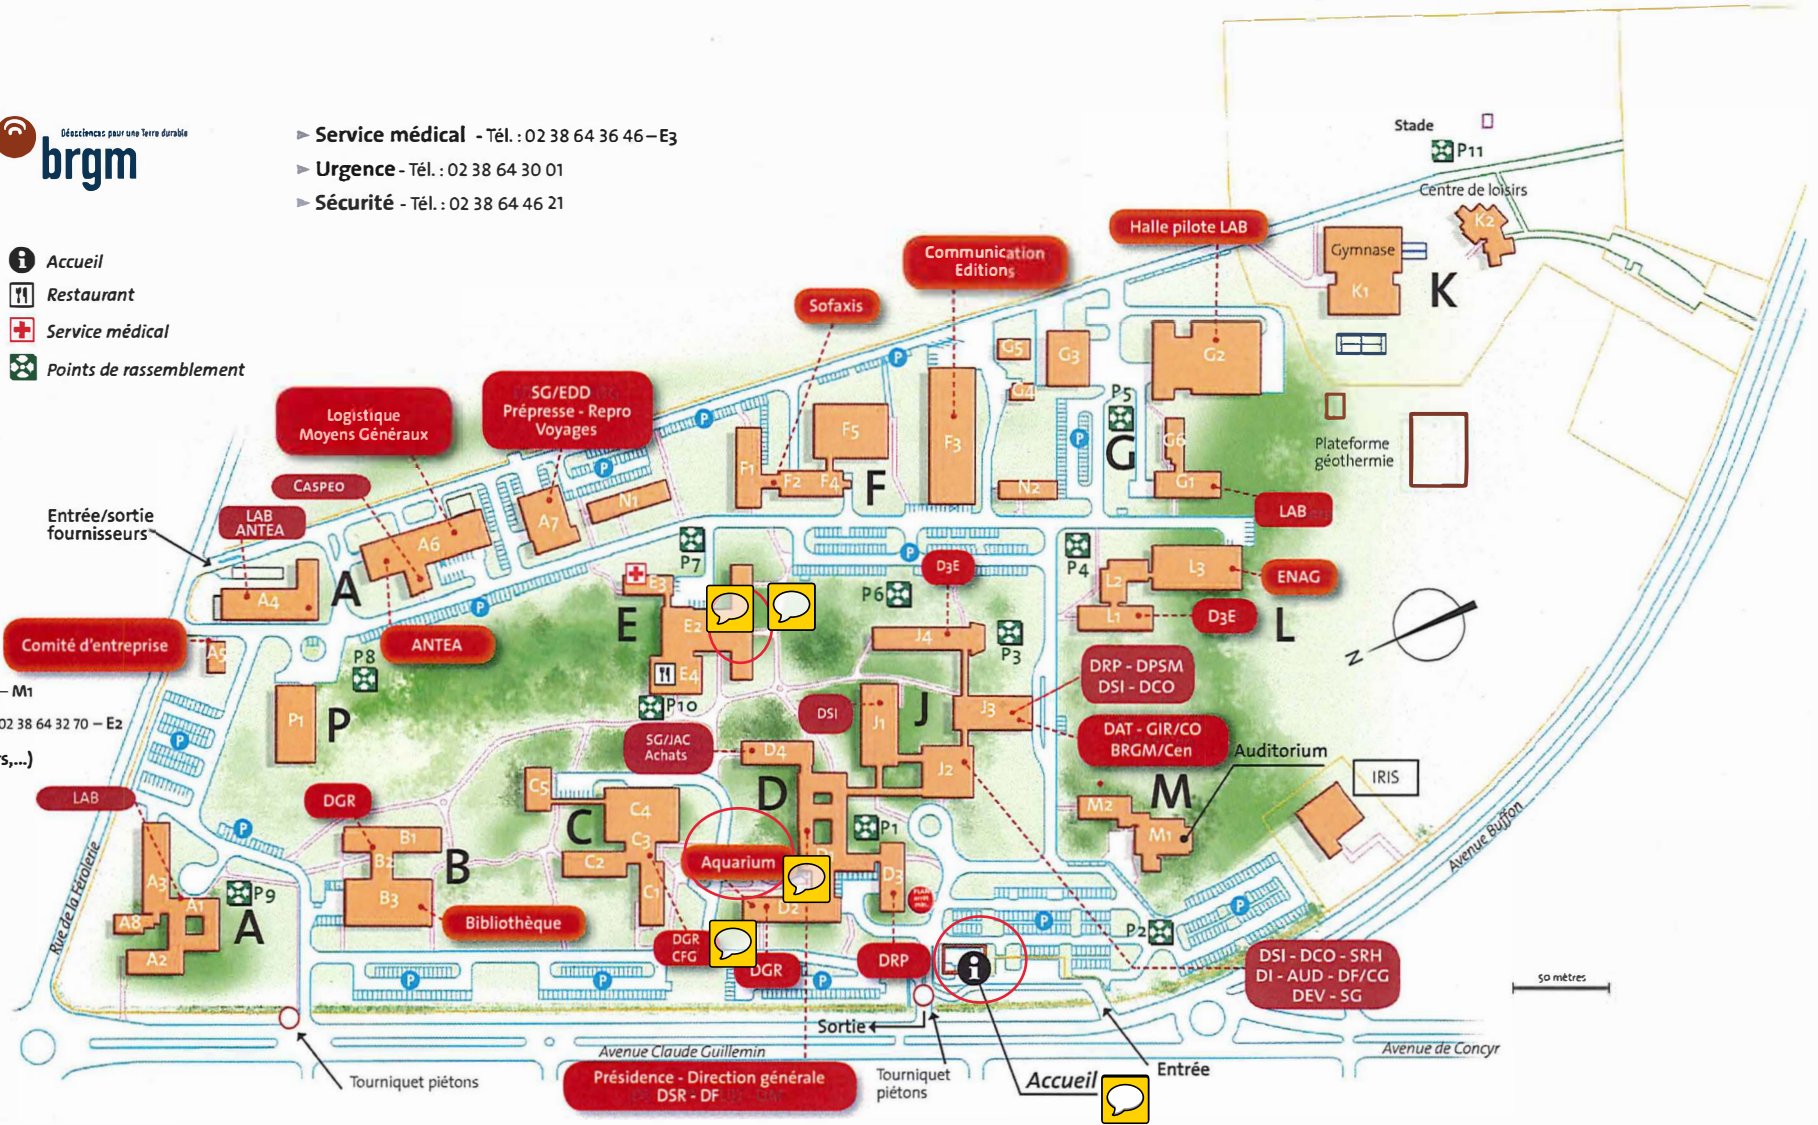 Géosciences pour une Terre durable
brgm
Service médical - Tél. : 02 38 64 36 46 – E3
Urgence - Tél. : 02 38 64 30 01
Sécurité - Tél. : 02 38 64 46 21
Accueil
Restaurant
Service médical
Points de rassemblement
Stade
P11
Centre de loisirs
K2
Gymnase
K1
K
Halle pilote LAB
Communication
Editions
Sofaxis
SG/EDD
Prépresse - Repro
Voyages
Logistique
Moyens Généraux
CASPEO
LAB
ANTEA
Entrée/sortie
fournisseurs
G5
G3
G2
G4
P5
G
G6
G1
LAB
Plateforme
géothermie
P
P
P
P
F5
F1
F2
F4
F
F3
N2
N1
A7
A6
A4
A
P
P
ANTEA
Comité d'entreprise
A5
P8
P7
E3
E
E2
E4
P10
P6
D3E
J4
P3
P4
L2
L3
L1
ENAG
D3E
L
N
– M1
02 38 64 32 70 – E2
s,...)
P1
P
P
DRP - DPSM
DSI - DCO
DSI
J1
J
J3
J2
DAT - GIR/CO
BRGM/Cen
Auditorium
IRIS
SG/JAC
Achats
D4
D
M2
M
M1
LAB
DGR
C5
C4
C
C3
C2
C1
P1
B1
B2
B
B3
P
Aquarium
D1
D3
D2
A3
A1
A8
A2
P9
A
Bibliothèque
DGR
CFG
DGR
DRP
P
P
P
P
P
P2
DSI - DCO - SRH
DI - AUD - DF/CG
DEV - SG
50 mètres
Rue de la Férolerie
Avenue Buffon
Sortie
Avenue Claude Guillemin
Avenue de Concyr
Tourniquet piétons
Présidence - Direction générale
DSR - DF
Tourniquet
piétons
Accueil
Entrée